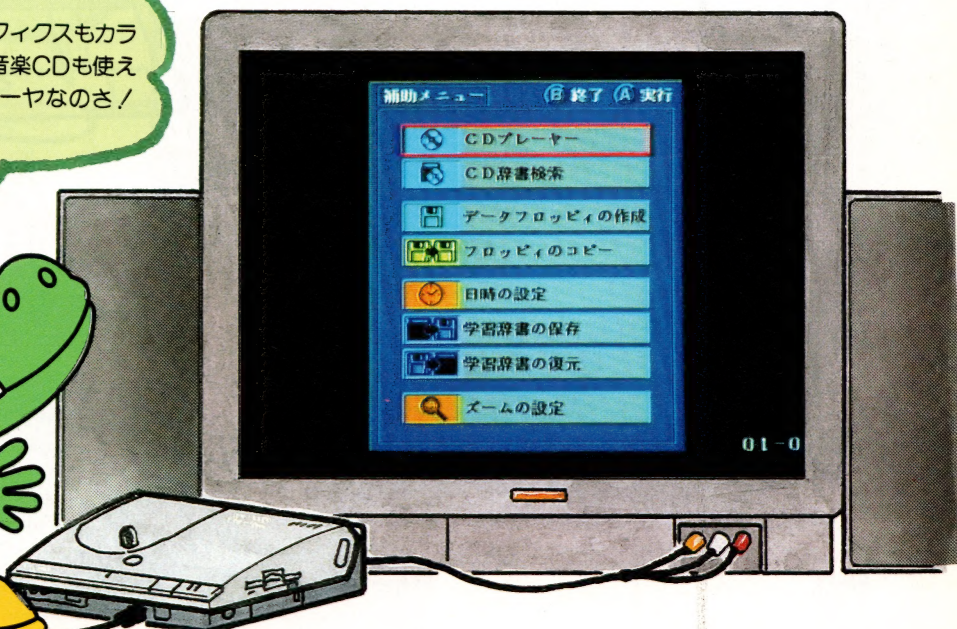 フィクスもカラ
音楽CDも使え
ーヤなのさ！
補助メニュー Ⓑ 終了 Ⓐ 実行
CDプレーヤー
CD辞書検索
データフロッピィの作成
フロッピィのコピー
日時の設定
学習辞書の保存
学習辞書の復元
ズームの設定
01-0